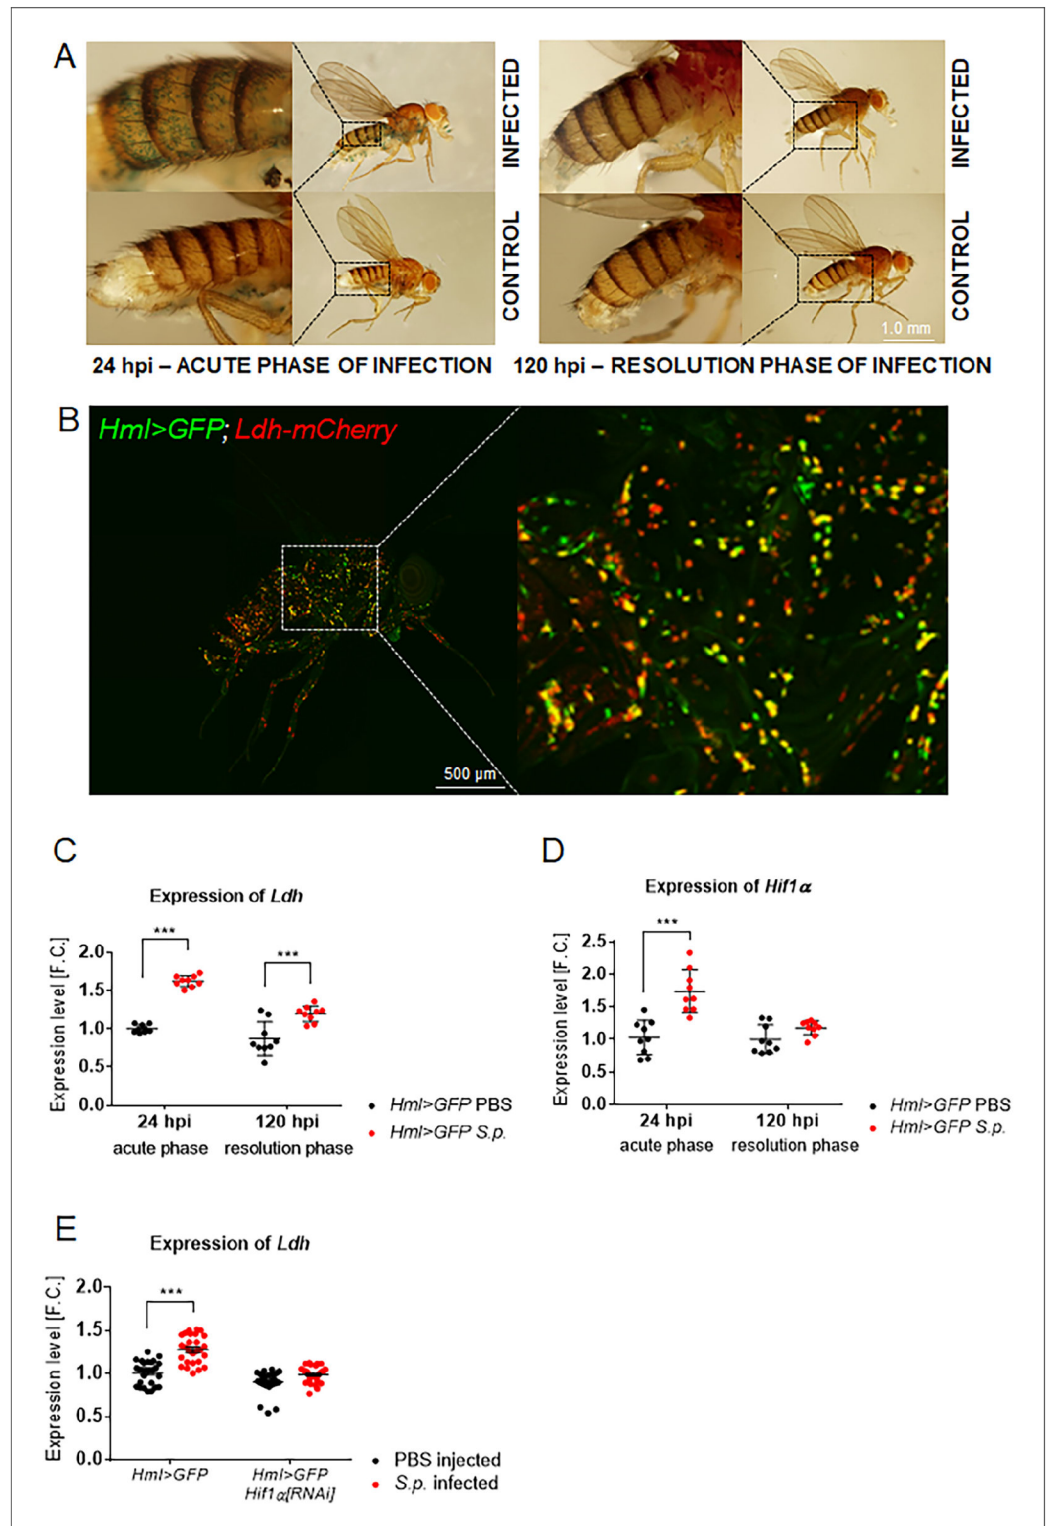 A
INFECTED
CONTROL
INFECTED
CONTROL
1.0 mm
24 hpi – ACUTE PHASE OF INFECTION
120 hpi – RESOLUTION PHASE OF INFECTION
B
Hml>GFP; Ldh-mCherry
500 µm
C
Expression of Ldh
Expression level [F.C.]
***
***
2.0
1.5
1.0
0.5
0.0
24 hpi
acute phase
120 hpi
resolution phase
Hml>GFP PBS
Hml>GFP S.p.
D
Expression of Hif1α
Expression level [F.C.]
***
2.5
2.0
1.5
1.0
0.5
0.0
24 hpi
acute phase
120 hpi
resolution phase
Hml>GFP PBS
Hml>GFP S.p.
E
Expression of Ldh
Expression level [F.C.]
***
2.0
1.5
1.0
0.5
0.0
Hml>GFP
Hml>GFP
Hif1α[RNAi]
PBS injected
S.p. infected